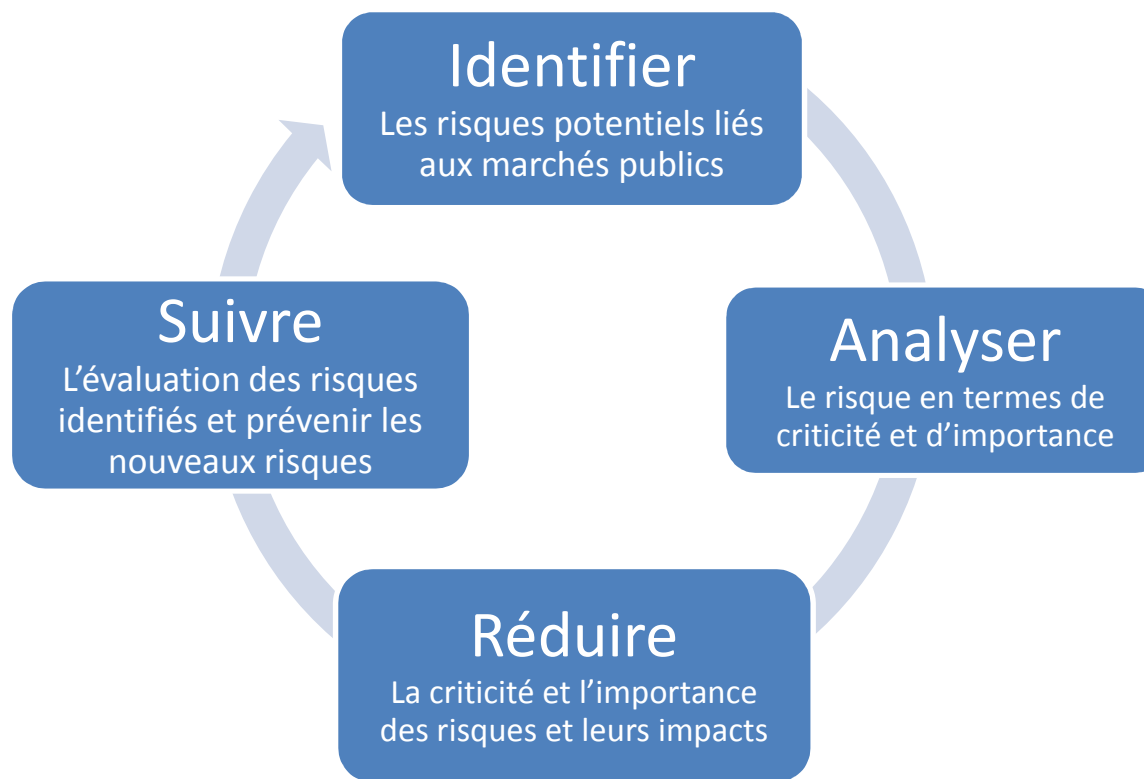 Identifier
Les risques potentiels liés
aux marchés publics
Analyser
Le risque en termes de
criticité et d’importance
Réduire
La criticité et l’importance
des risques et leurs impacts
Suivre
L’évaluation des risques
identifiés et prévenir les
nouveaux risques